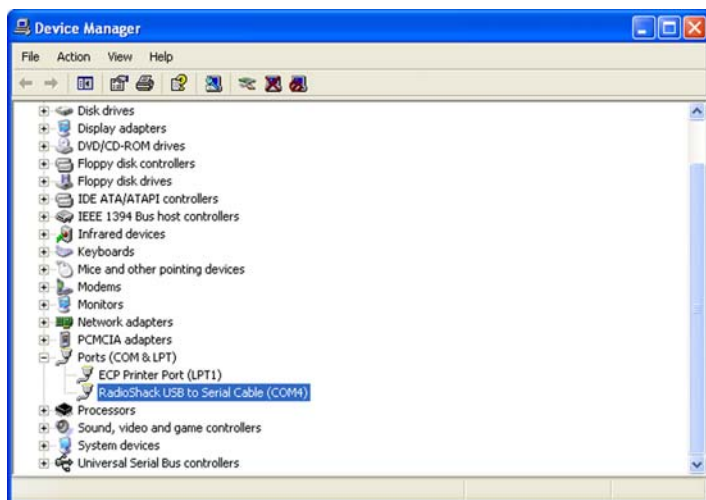 Device Manager
File Action View Help
Disk drives
Display adapters
DVD/CD-ROM drives
Floppy disk controllers
Floppy disk drives
IDE ATA/ATAPI controllers
IEEE 1394 Bus host controllers
Infrared devices
Keyboards
Mice and other pointing devices
Modems
Monitors
Network adapters
PCMCIA adapters
Ports (COM & LPT)
ECP Printer Port (LPT1)
RadioShack USB to Serial Cable (COM4)
Processors
Sound, video and game controllers
System devices
Universal Serial Bus controllers